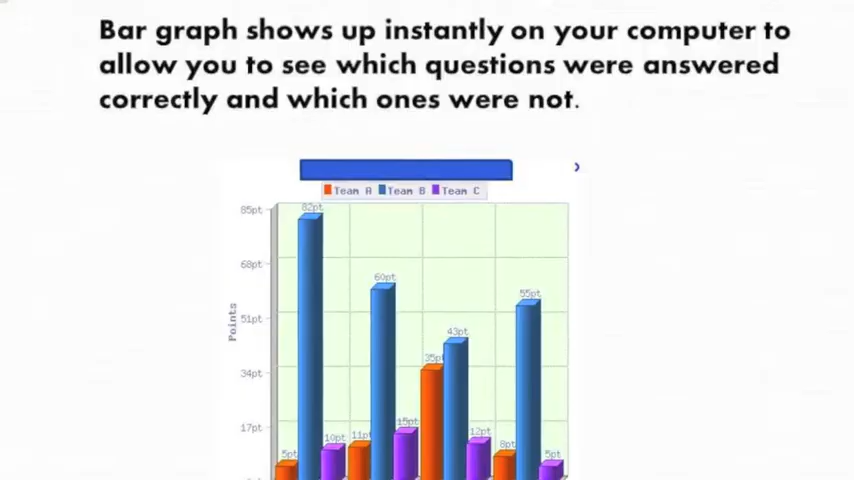 Bar graph shows up instantly on your computer to
allow you to see which questions were answered
correctly and which ones were not.
Team A Team B Team C
85pt
82pt
68pt
60pt
55pt
51pt
43pt
35pt
34pt
17pt
15pt
12pt
11pt
10pt
8pt
5pt
5pt
Points